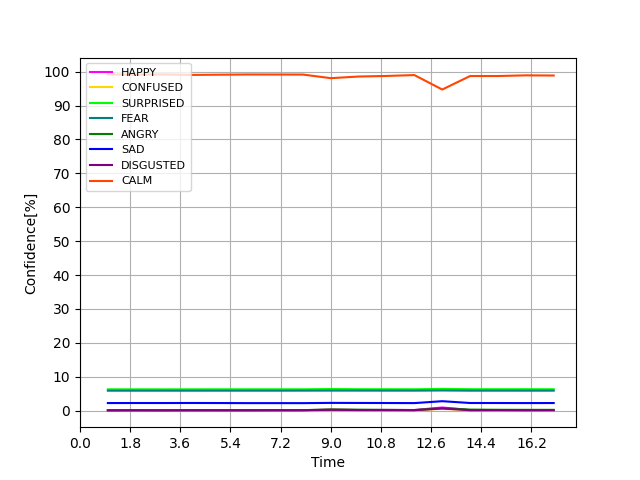 100
90
80
70
60
50
40
30
20
10
0
Confidence[%]
HAPPY
CONFUSED
SURPRISED
FEAR
ANGRY
SAD
DISGUSTED
CALM
0.0 1.8 3.6 5.4 7.2 9.0 10.8 12.6 14.4 16.2
Time